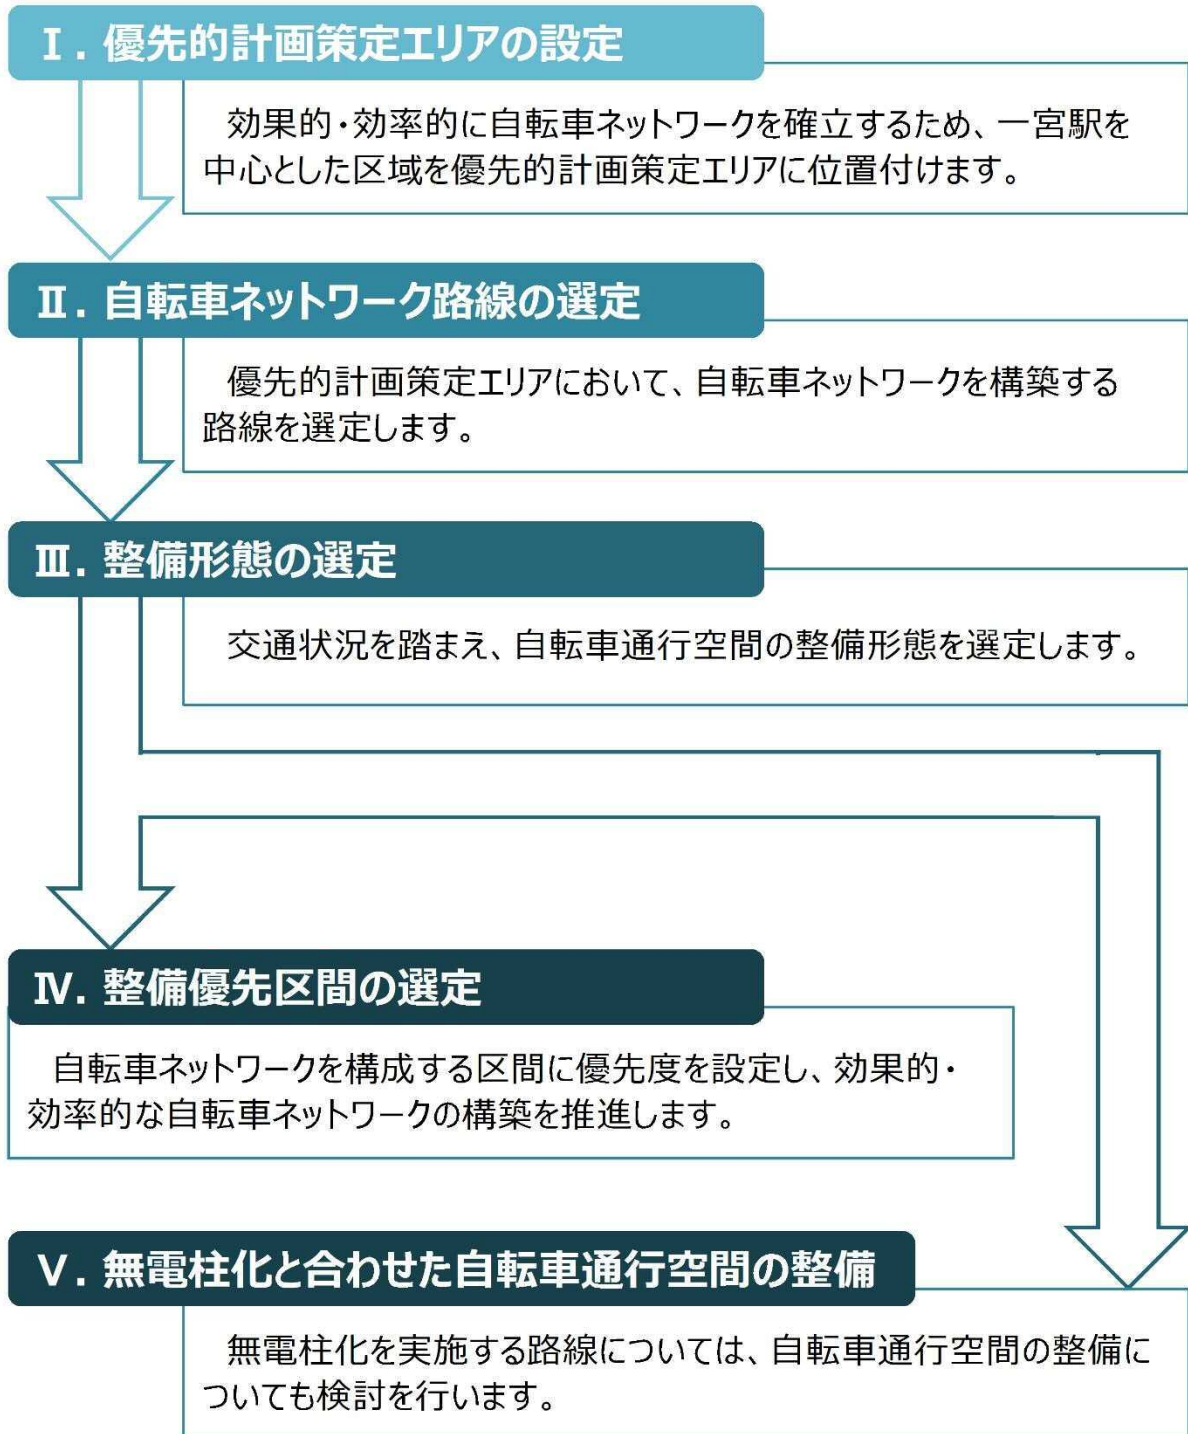 Ⅰ. 優先的計画策定エリアの設定
効果的・効率的に自転車ネットワークを確立するため、一宮駅を
中心とした区域を優先的計画策定エリアに位置付けます。
Ⅱ. 自転車ネットワーク路線の選定
優先的計画策定エリアにおいて、自転車ネットワークを構築する
路線を選定します。
Ⅲ. 整備形態の選定
交通状況を踏まえ、自転車通行空間の整備形態を選定します。
Ⅳ. 整備優先区間の選定
自転車ネットワークを構成する区間に優先度を設定し、効果的・
効率的な自転車ネットワークの構築を推進します。
Ⅴ. 無電柱化と合わせた自転車通行空間の整備
無電柱化を実施する路線については、自転車通行空間の整備に
ついても検討を行います。